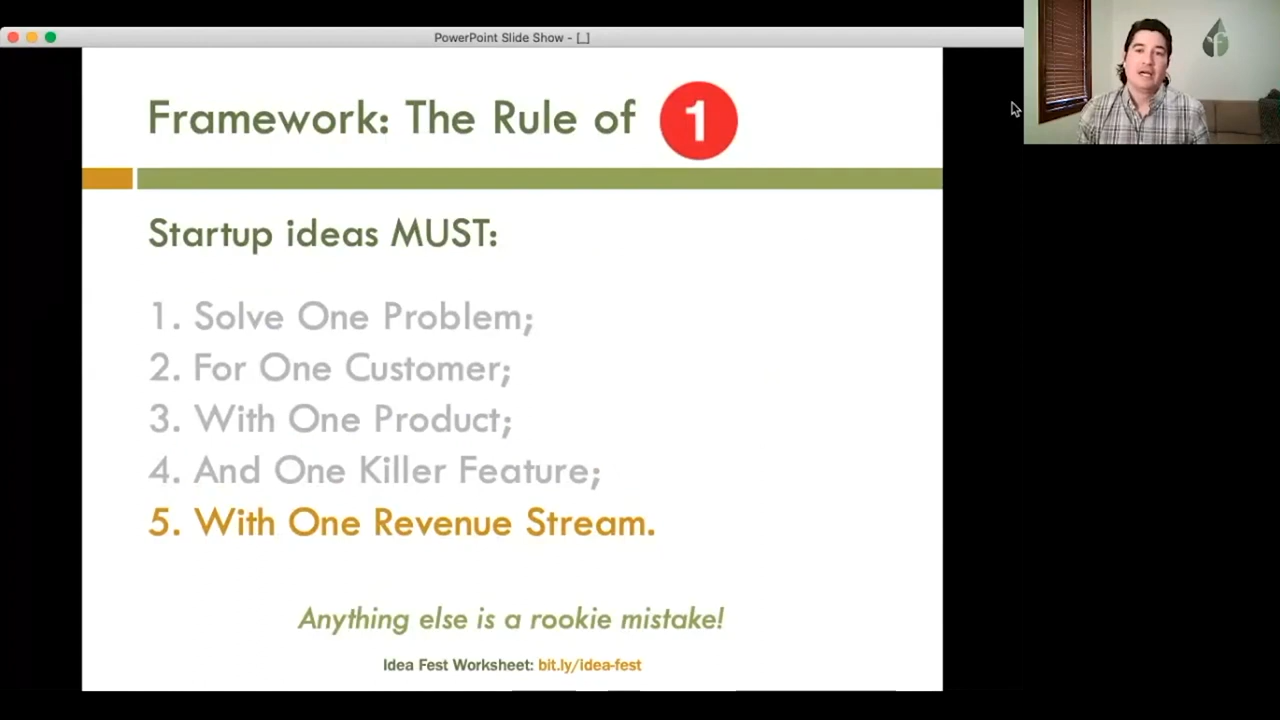 PowerPoint Slide Show - [_]
Framework: The Rule of 1
Startup ideas MUST:
1. Solve One Problem;
2. For One Customer;
3. With One Product;
4. And One Killer Feature;
5. With One Revenue Stream.
Anything else is a rookie mistake!
Idea Fest Worksheet: bit.ly/idea-fest
f